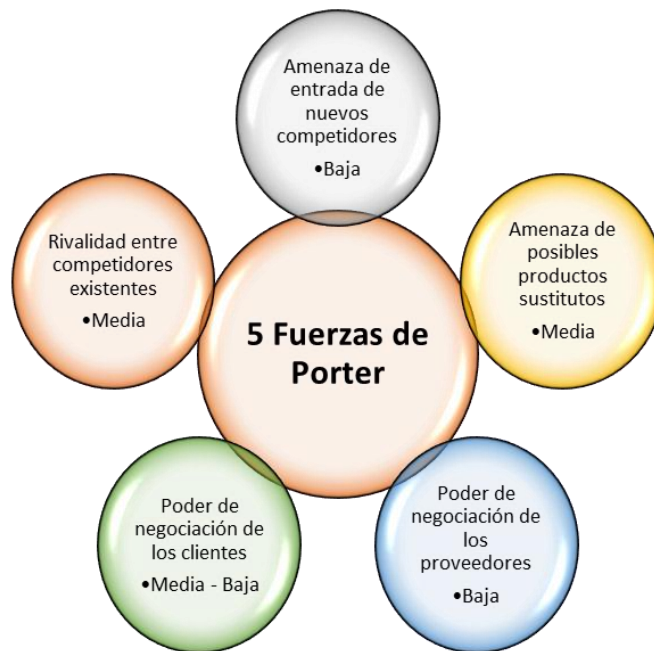 Amenaza de
entrada de
nuevos
competidores
•Baja
Amenaza de
posibles
productos
sustitutos
•Media
Poder de
negociación de
los
proveedores
•Baja
Poder de
negociación de
los clientes
•Media - Baja
Rivalidad entre
competidores
existentes
•Media
5 Fuerzas de
Porter